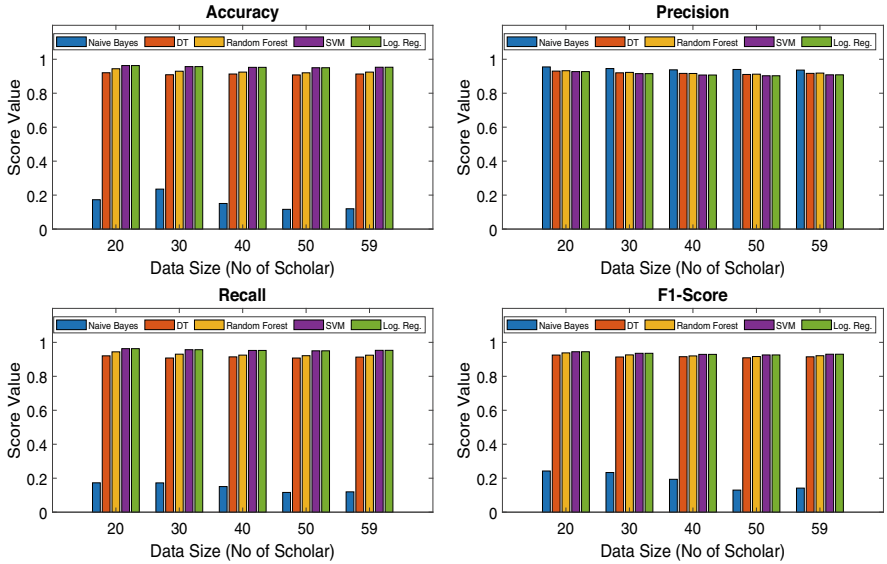 Accuracy
Naive Bayes DT Random Forest SVM Log. Reg.
1
0.8
0.6
0.4
0.2
0
Score Value
20 30 40 50 59
Data Size (No of Scholar)
Precision
Naive Bayes DT Random Forest SVM Log. Reg.
1
0.8
0.6
0.4
0.2
0
Score Value
20 30 40 50 59
Data Size (No of Scholar)
Recall
Naive Bayes DT Random Forest SVM Log. Reg.
1
0.8
0.6
0.4
0.2
0
Score Value
20 30 40 50 59
Data Size (No of Scholar)
F1-Score
Naive Bayes DT Random Forest SVM Log. Reg.
1
0.8
0.6
0.4
0.2
0
Score Value
20 30 40 50 59
Data Size (No of Scholar)